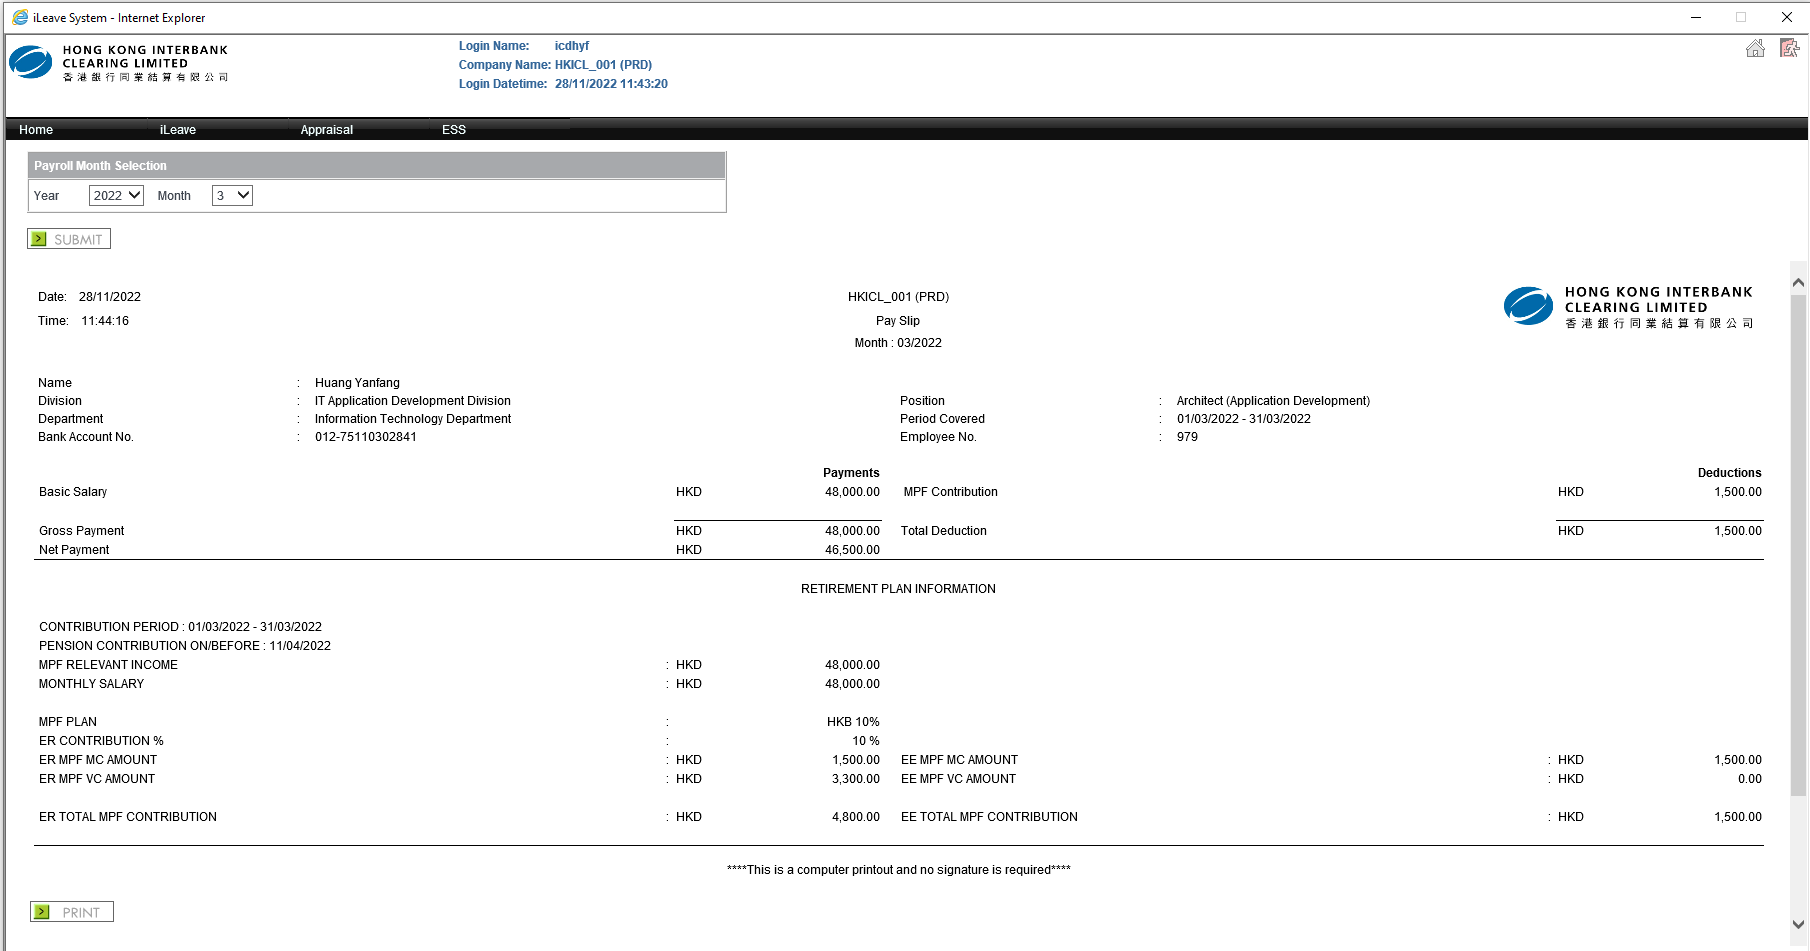 iLeave System - Internet Explorer
HONG KONG INTERBANK
CLEARING LIMITED
香港銀行同業結算有限公司
Login Name: icdhyf
Company Name: HKICL_001 (PRD)
Login Datetime: 28/11/2022 11:43:20
Home iLeave Appraisal ESS
Payroll Month Selection
Year 2022 Month 3
SUBMIT
Date: 28/11/2022 HKICL_001 (PRD)
Time: 11:44:16 Pay Slip
Month : 03/2022
HONG KONG INTERBANK
CLEARING LIMITED
香港銀行同業結算有限公司
Name : Huang Yanfang
Division : IT Application Development Division Position : Architect (Application Development)
Department : Information Technology Department Period Covered : 01/03/2022 - 31/03/2022
Bank Account No. : 012-75110302841 Employee No. : 979
Payments Deductions
Basic Salary HKD 48,000.00 MPF Contribution HKD 1,500.00
Gross Payment HKD 48,000.00 Total Deduction HKD 1,500.00
Net Payment HKD 46,500.00
RETIREMENT PLAN INFORMATION
CONTRIBUTION PERIOD : 01/03/2022 - 31/03/2022
PENSION CONTRIBUTION ON/BEFORE : 11/04/2022
MPF RELEVANT INCOME : HKD 48,000.00
MONTHLY SALARY : HKD 48,000.00
MPF PLAN : HKB 10%
ER CONTRIBUTION % : 10 %
ER MPF MC AMOUNT : HKD 1,500.00 EE MPF MC AMOUNT : HKD 1,500.00
ER MPF VC AMOUNT : HKD 3,300.00 EE MPF VC AMOUNT : HKD 0.00
ER TOTAL MPF CONTRIBUTION : HKD 4,800.00 EE TOTAL MPF CONTRIBUTION : HKD 1,500.00
****This is a computer printout and no signature is required****
PRINT